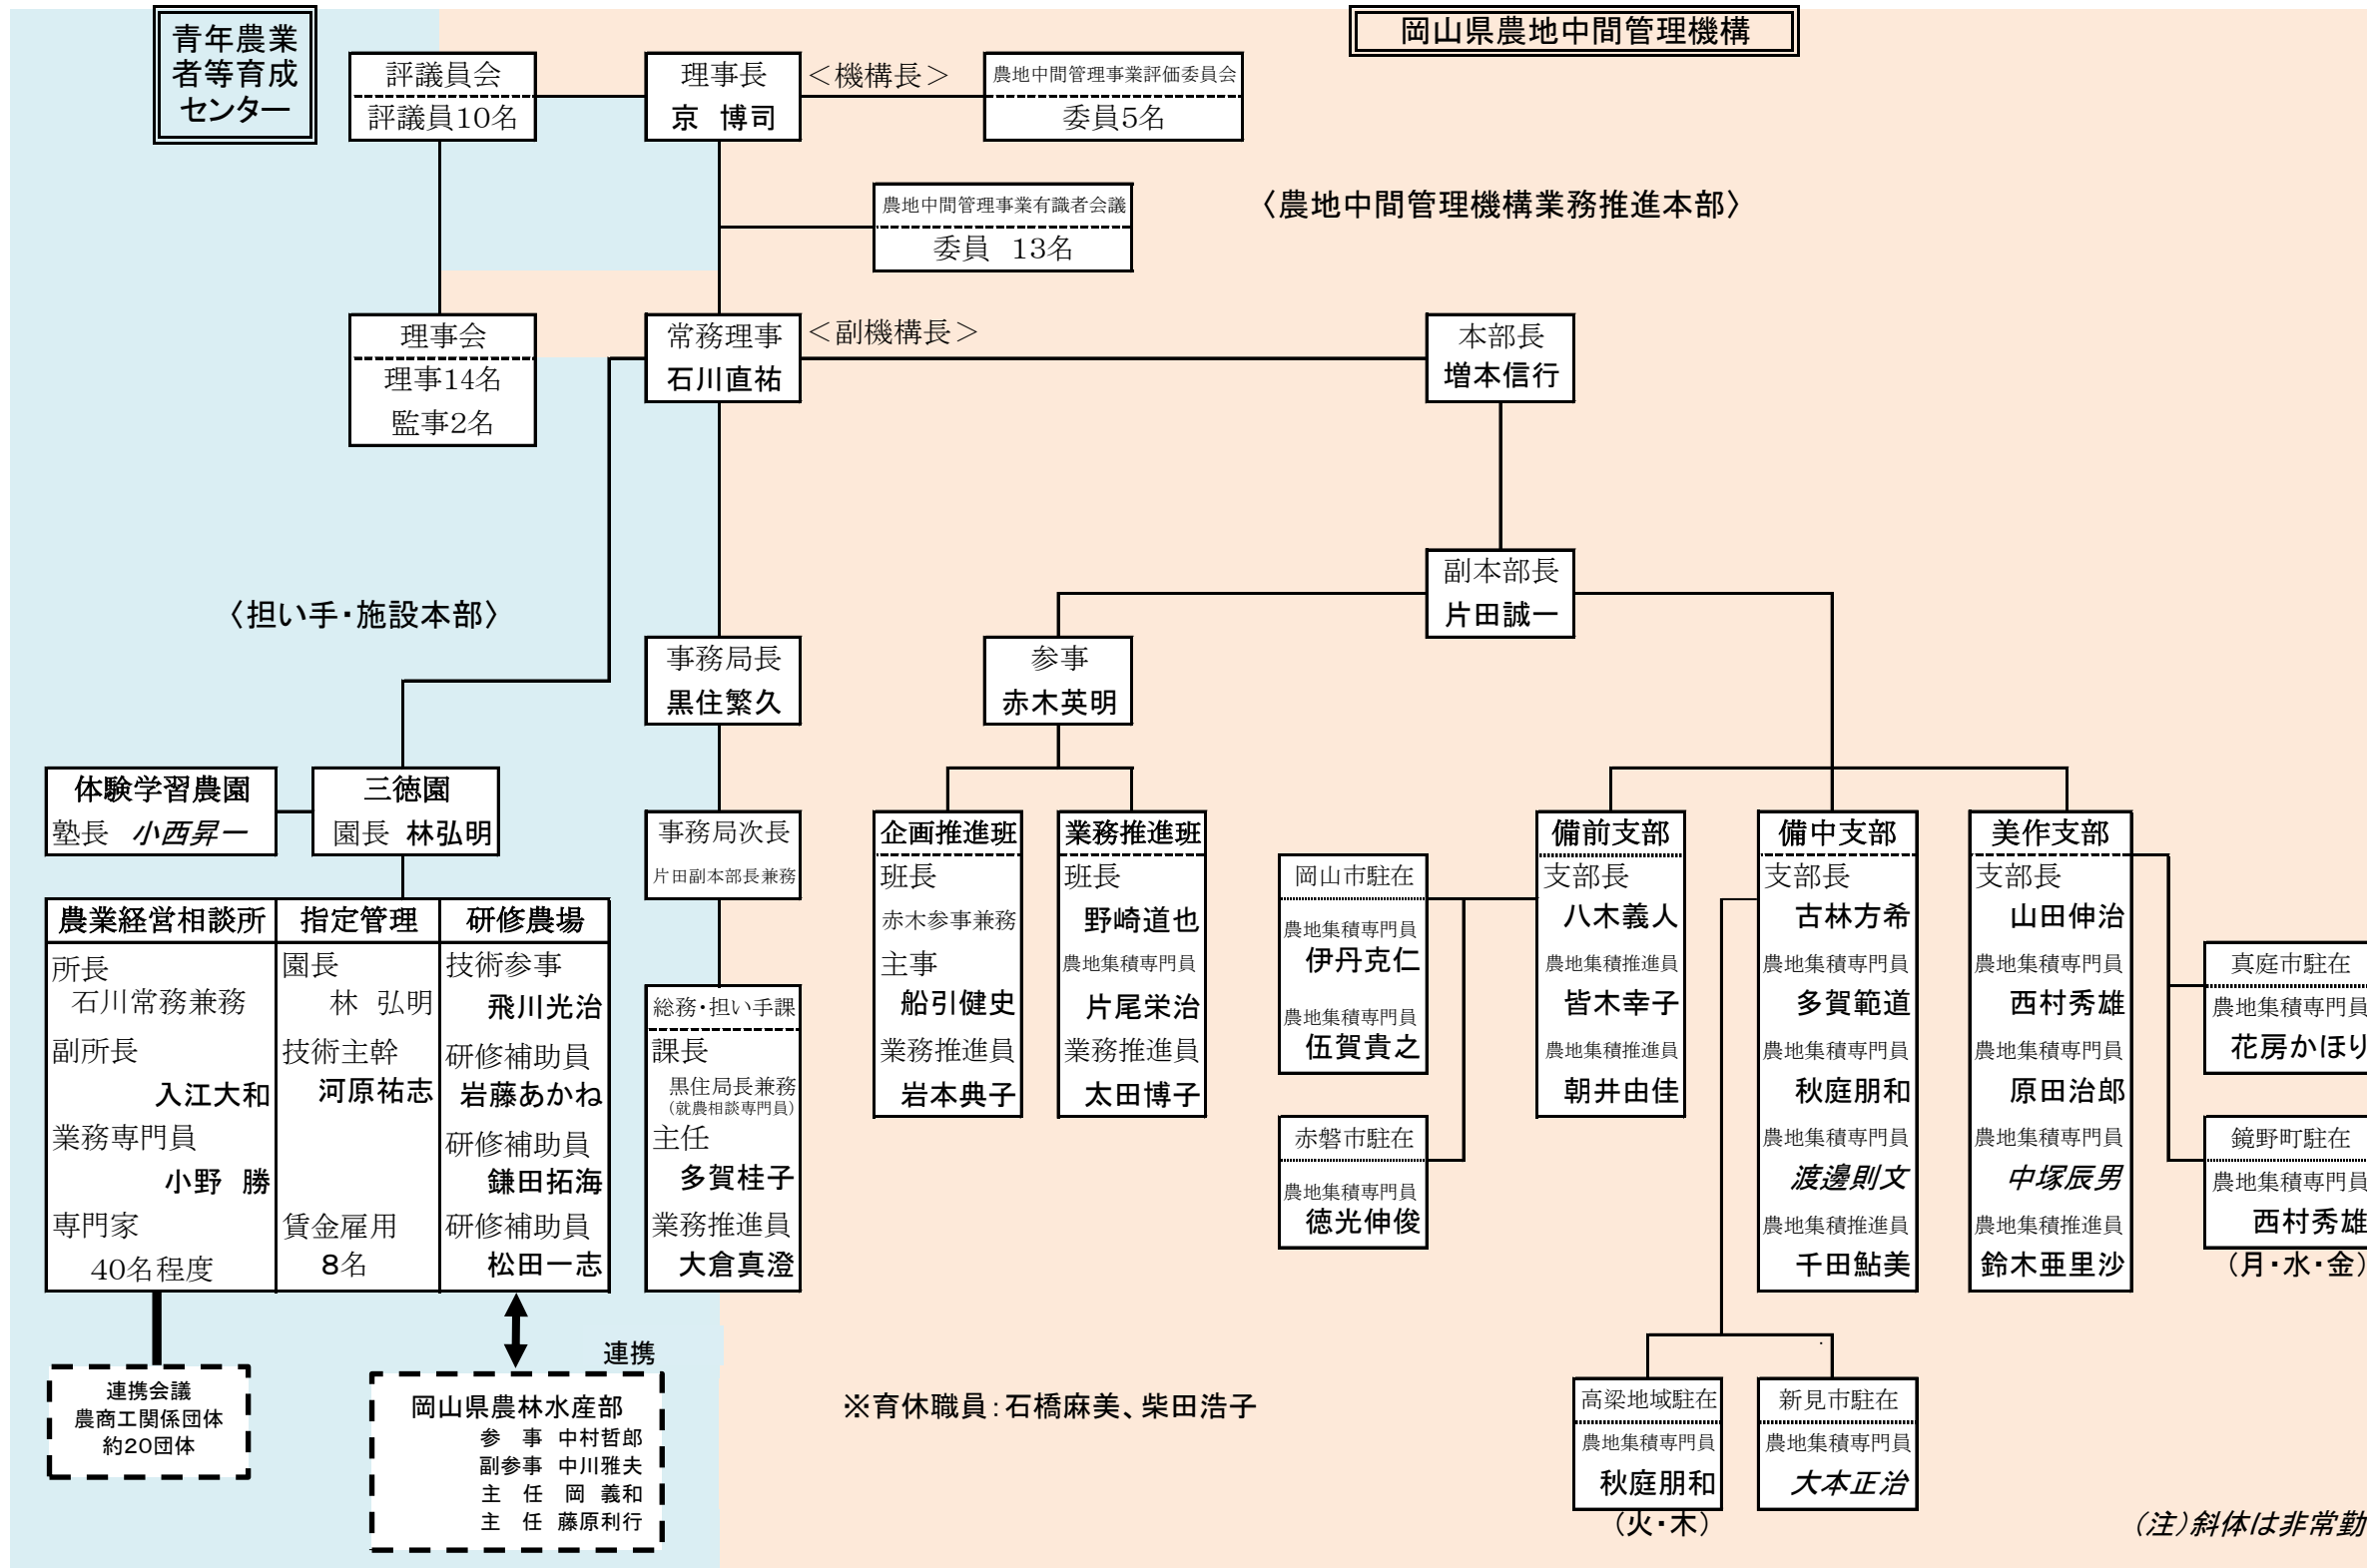 青年農業
者等育成
センター
岡山県農地中間管理機構
評議員会
評議員10名
理事長
京　博司
＜機構長＞
農地中間管理事業評価委員会
委員5名
農地中間管理事業有識者会議
委員　13名
〈農地中間管理機構業務推進本部〉
理事会
理事14名
監事2名
常務理事
石川直祐
＜副機構長＞
本部長
増本信行
副本部長
片田誠一
〈担い手・施設本部〉
事務局長
黒住繁久
参事
赤木英明
体験学習農園
塾長　小西昇一
三徳園
園長 林弘明
事務局次長
片田副本部長兼務
農業経営相談所
所長
石川常務兼務
副所長
入江大和
業務専門員
小野　勝
専門家
40名程度
指定管理
園長
林　弘明
技術主幹
河原祐志
賃金雇用
8名
研修農場
技術参事
飛川光治
研修補助員
岩藤あかね
研修補助員
鎌田拓海
研修補助員
松田一志
総務・担い手課
課長
黒住局長兼務
（就農相談専門員）
主任
多賀桂子
業務推進員
大倉真澄
企画推進班
班長
赤木参事兼務
主事
船引健史
業務推進員
岩本典子
業務推進班
班長
野崎道也
農地集積専門員
片尾栄治
業務推進員
太田博子
岡山市駐在
農地集積専門員
伊丹克仁
農地集積専門員
伍賀貴之
赤磐市駐在
農地集積専門員
徳光伸俊
備前支部
支部長
八木義人
農地集積推進員
皆木幸子
農地集積推進員
朝井由佳
備中支部
支部長
古林方希
農地集積専門員
多賀範道
農地集積専門員
秋庭朋和
農地集積専門員
渡邊則文
農地集積推進員
千田鮎美
美作支部
支部長
山田伸治
農地集積専門員
西村秀雄
農地集積専門員
原田治郎
農地集積専門員
中塚辰男
農地集積推進員
鈴木亜里沙
真庭市駐在
農地集積専門員
花房かほり
鏡野町駐在
農地集積専門員
西村秀雄
（月・水・金）
連携会議
農商工関係団体
約20団体
連携
岡山県農林水産部
参　事　中村哲郎
副参事　中川雅夫
主　任　岡　義和
主　任　藤原利行
※育休職員：石橋麻美、柴田浩子
高梁地域駐在
農地集積専門員
秋庭朋和
（火・木）
新見市駐在
農地集積専門員
大本正治
（注）斜体は非常勤